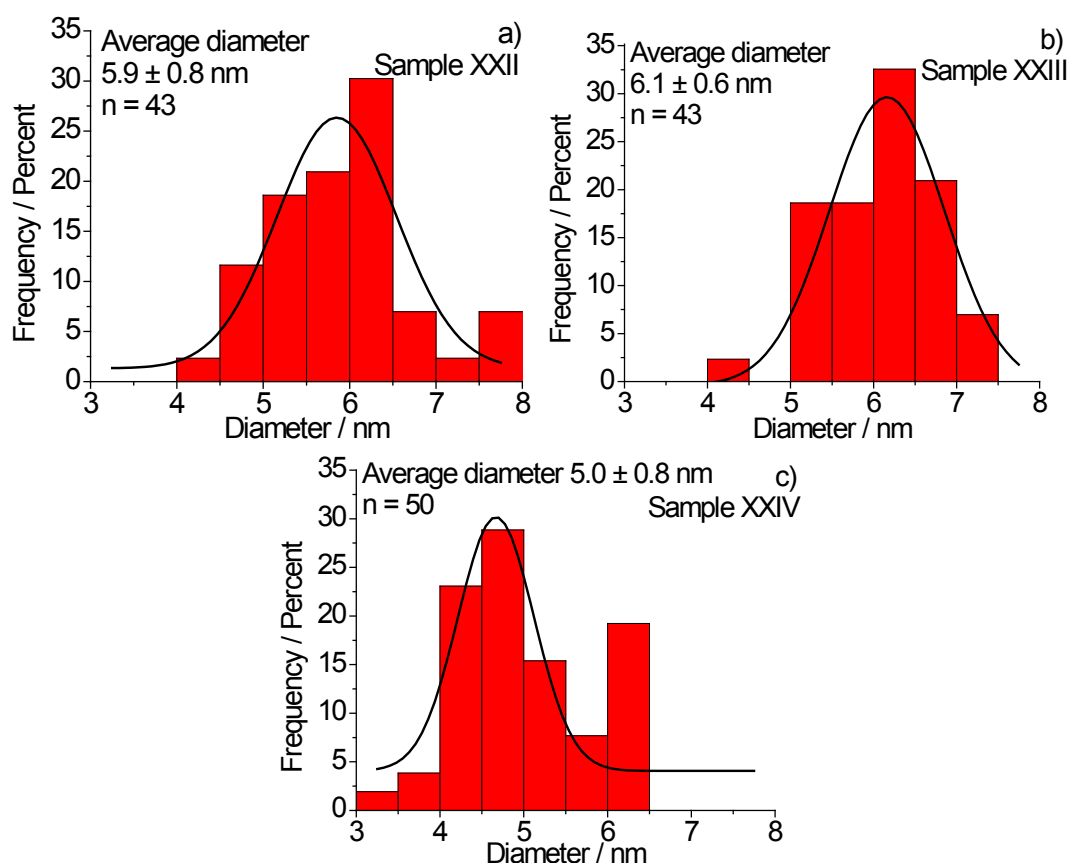 a)
Average diameter
5.9 ± 0.8 nm
n = 43
Sample XXII
Frequency / Percent
35
30
25
20
15
10
5
0
3 4 5 6 7 8
Diameter / nm
b)
Average diameter
6.1 ± 0.6 nm
n = 43
Sample XXIII
Frequency / Percent
35
30
25
20
15
10
5
0
3 4 5 6 7 8
Diameter / nm
c)
Average diameter 5.0 ± 0.8 nm
n = 50
Sample XXIV
Frequency / Percent
35
30
25
20
15
10
5
0
3 4 5 6 7 8
Diameter / nm